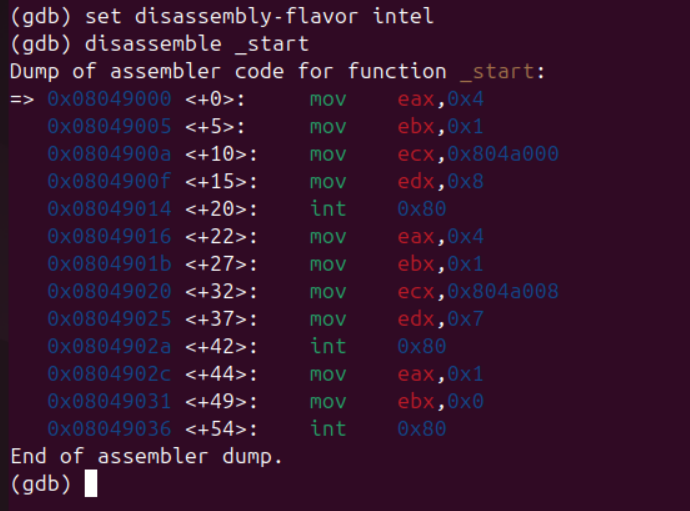 (gdb) set disassembly-flavor intel
(gdb) disassemble _start
Dump of assembler code for function _start:
=> 0x08049000 <+0>:     mov    eax,0x4
   0x08049005 <+5>:     mov    ebx,0x1
   0x0804900a <+10>:    mov    ecx,0x804a000
   0x0804900f <+15>:    mov    edx,0x8
   0x08049014 <+20>:    int    0x80
   0x08049016 <+22>:    mov    eax,0x4
   0x0804901b <+27>:    mov    ebx,0x1
   0x08049020 <+32>:    mov    ecx,0x804a008
   0x08049025 <+37>:    mov    edx,0x7
   0x0804902a <+42>:    int    0x80
   0x0804902c <+44>:    mov    eax,0x1
   0x08049031 <+49>:    mov    ebx,0x0
   0x08049036 <+54>:    int    0x80
End of assembler dump.
(gdb)